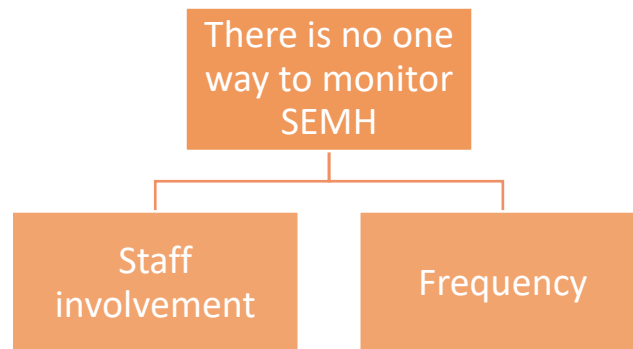 There is no one
way to monitor
SEMH
Staff
involvement
Frequency